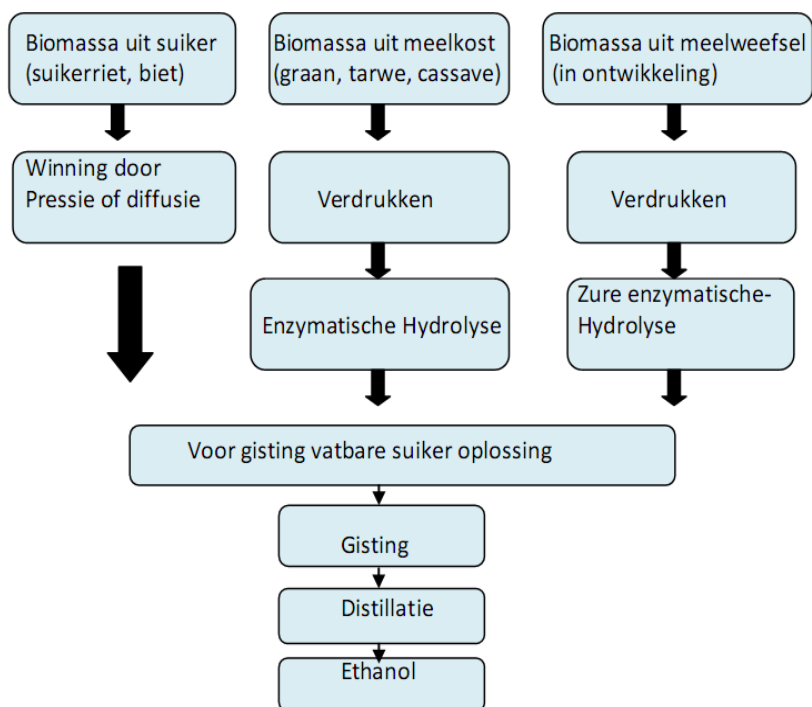 Biomassa uit suiker
(suikerriet, biet)
Biomassa uit meelkost
(graan, tarwe, cassave)
Biomassa uit meelweefsel
(in ontwikkeling)
Winning door
Pressie of diffusie
Verdrukken
Verdrukken
Enzymatische Hydrolyse
Zure enzymatische-
Hydrolyse
Voor gisting vatbare suiker oplossing
Gisting
Distillatie
Ethanol